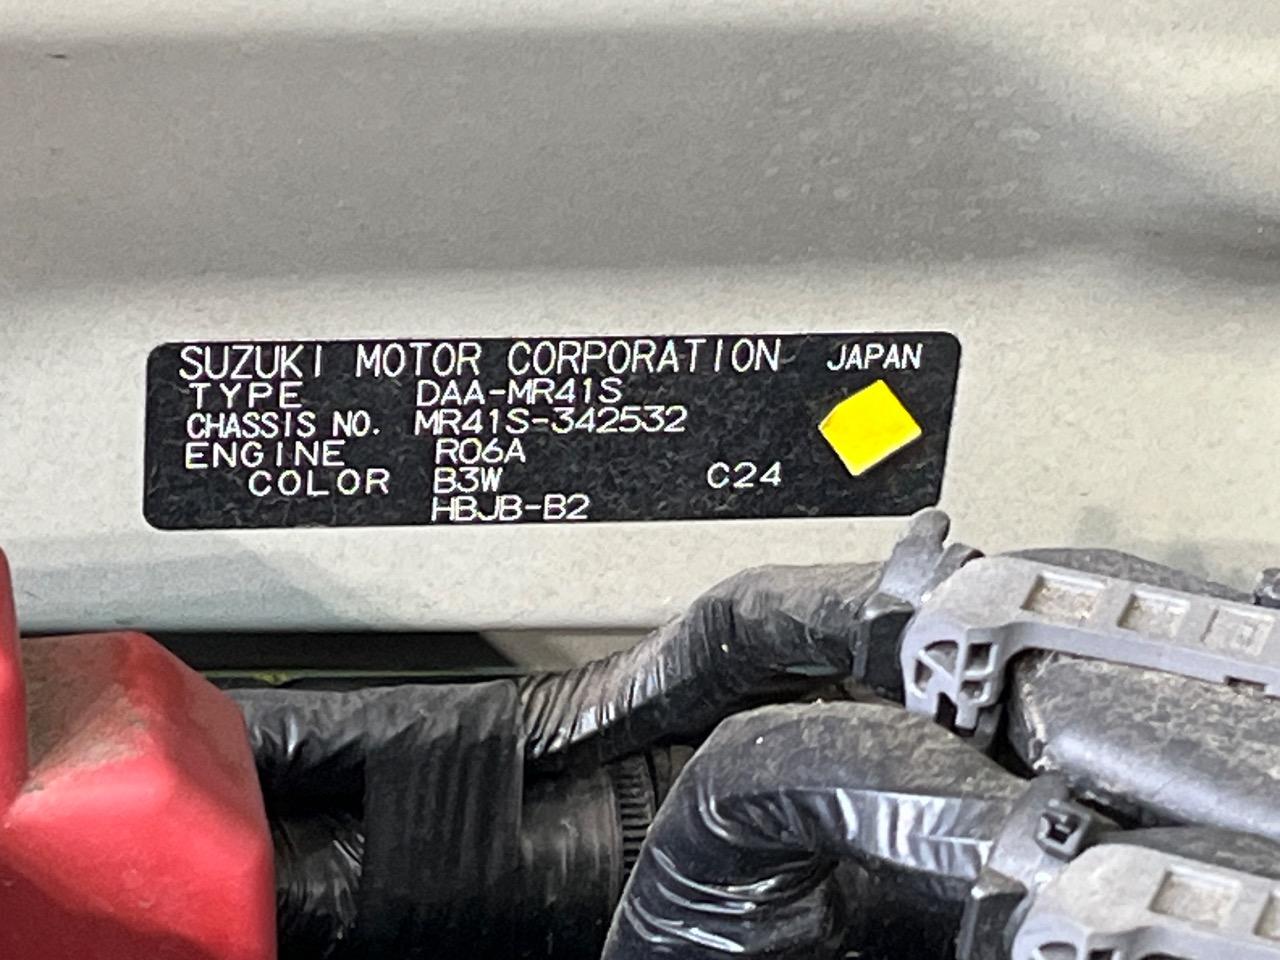 SUZUKI MOTOR CORPORATION JAPAN
TYPE DAA-MR41S
CHASSIS NO. MR41S-342532
ENGINE R06A
COLOR B3W C24
HBJB-B2